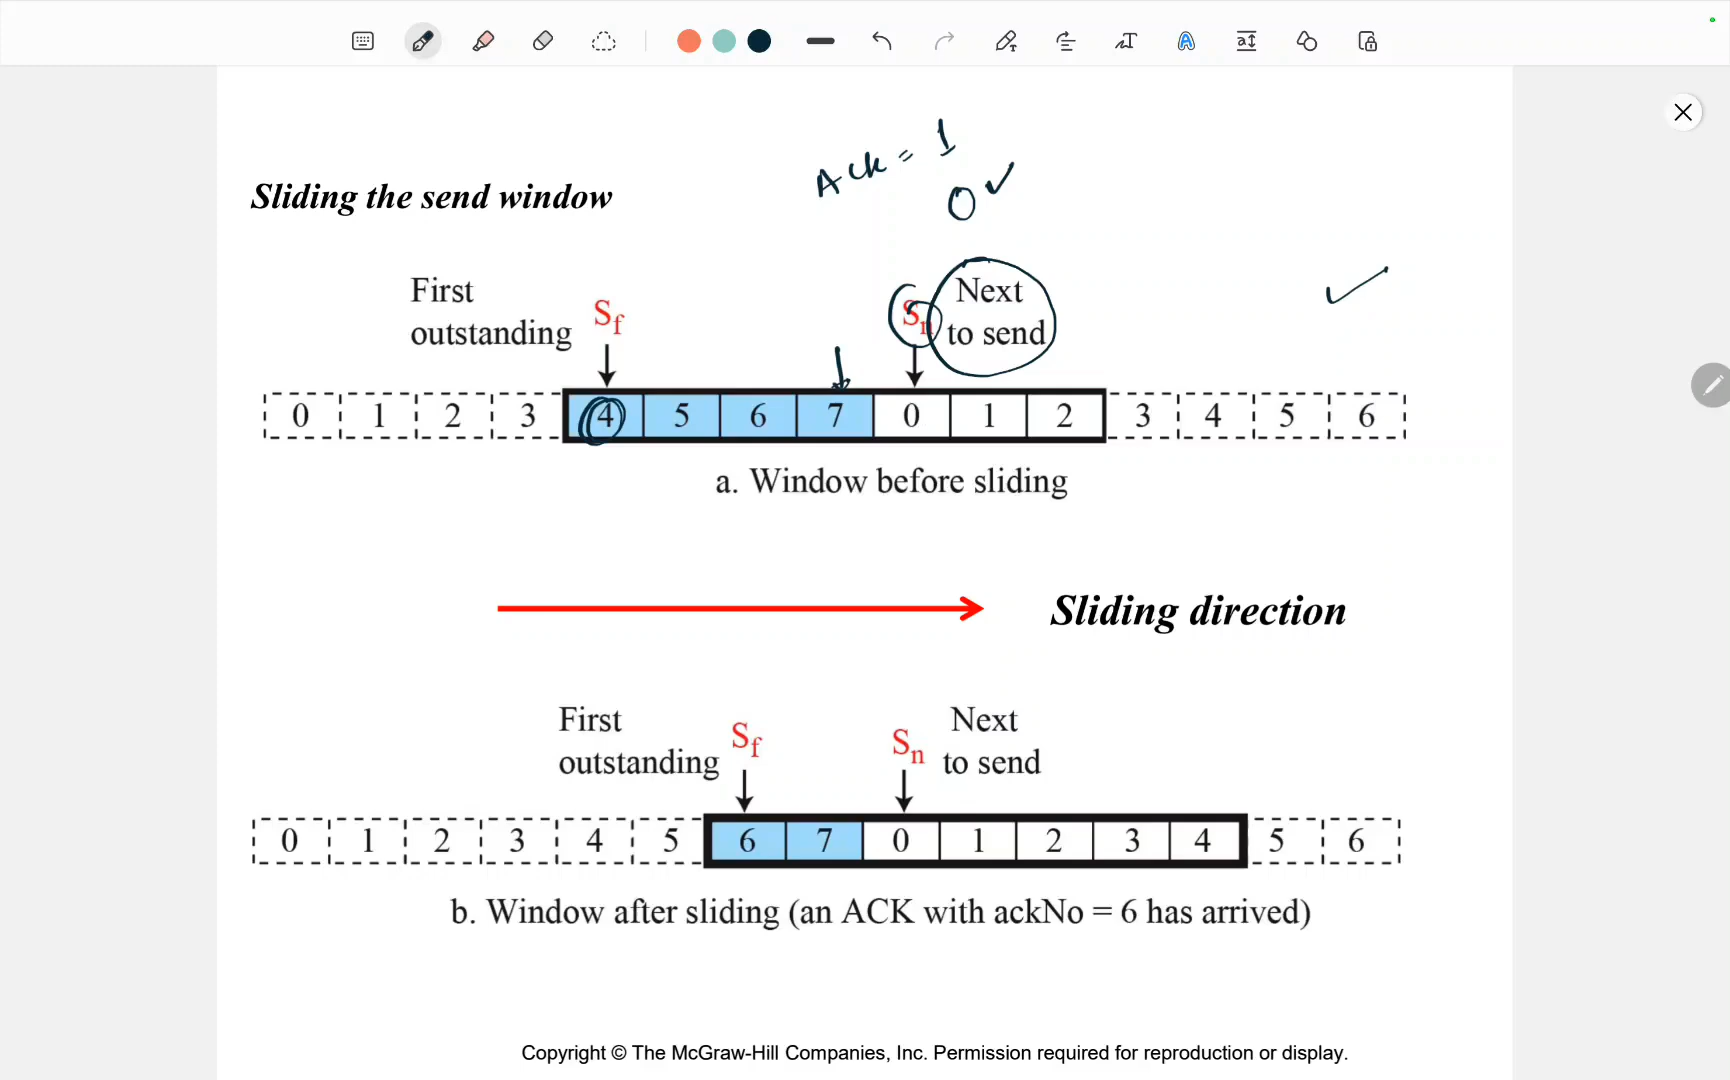 Ack = 1
0
Sliding the send window
First outstanding
Sf
Sn
Next to send
0 1 2 3 4 5 6 7 0 1 2 3 4 5 6
a. Window before sliding
Sliding direction
First outstanding
Sf
Sn
Next to send
0 1 2 3 4 5 6 7 0 1 2 3 4 5 6
b. Window after sliding (an ACK with ackNo = 6 has arrived)
Copyright © The McGraw-Hill Companies, Inc. Permission required for reproduction or display.